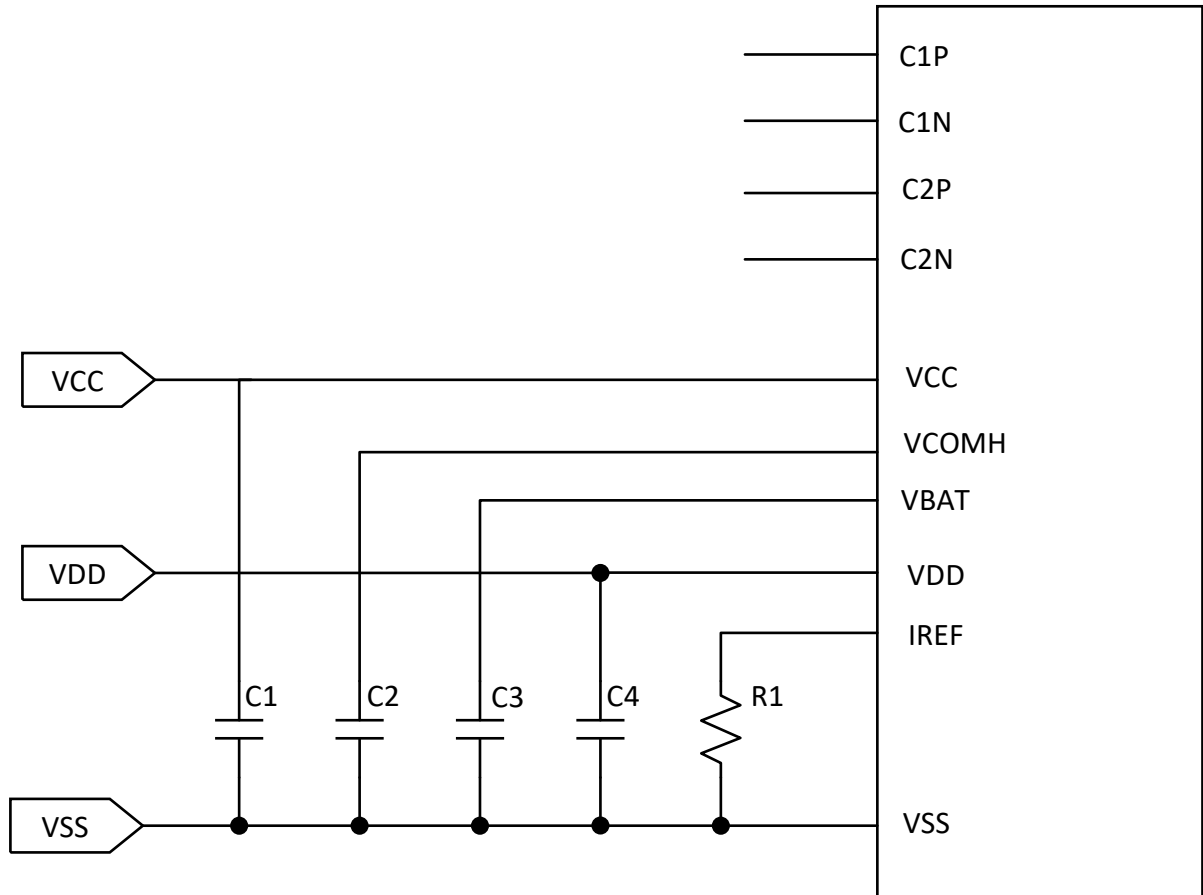 C1P
C1N
C2P
C2N
VCC
VCC
VCOMH
VBAT
VDD
VDD
IREF
C1
C2
C3
C4
R1
VSS
VSS